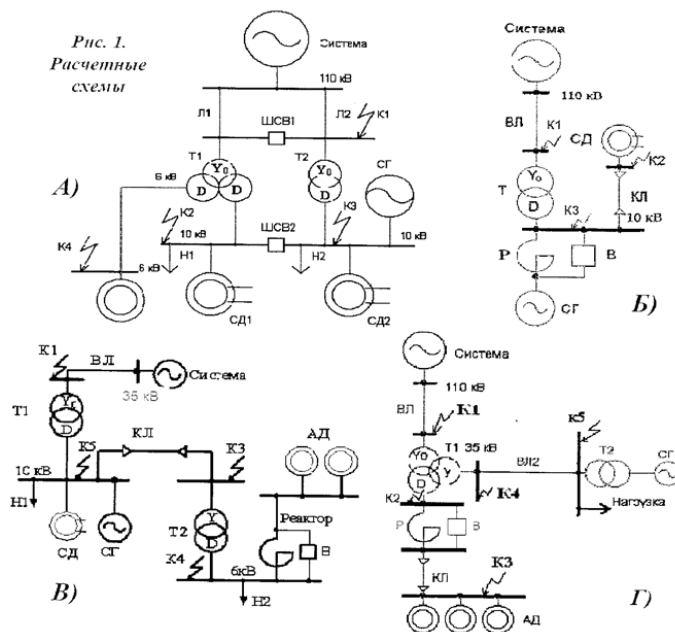 Рис. 1.
Расчетные
схемы
Система
110 кВ
Л1
ШСВ1
Л2
К1
Т1
Y₀
D
D
Т2
Y₀
D
СГ
А)
6 кВ
К2
К3
10 кВ
ШСВ2
10 кВ
К4
6 кВ
Н1
Н2
СД1
СД2
Система
110 кВ
ВЛ
К1
СД
К2
Т
Y₀
D
КЛ
К3
10 кВ
Р
В
СГ
Б)
К1
ВЛ
Система
35 кВ
Т1
D
К5
КЛ
К3
АД
10 кВ
Н1
Т2
Y
D
Реактор
В
СД
СГ
К4
6кВ
Н2
В)
Система
110 кВ
ВЛ
К1
Y0
Y
D
Т1
35 кВ
ВЛ2
К5
Т2
СГ
К2
К4
Нагрузка
Р
В
К3
КЛ
АД
Г)